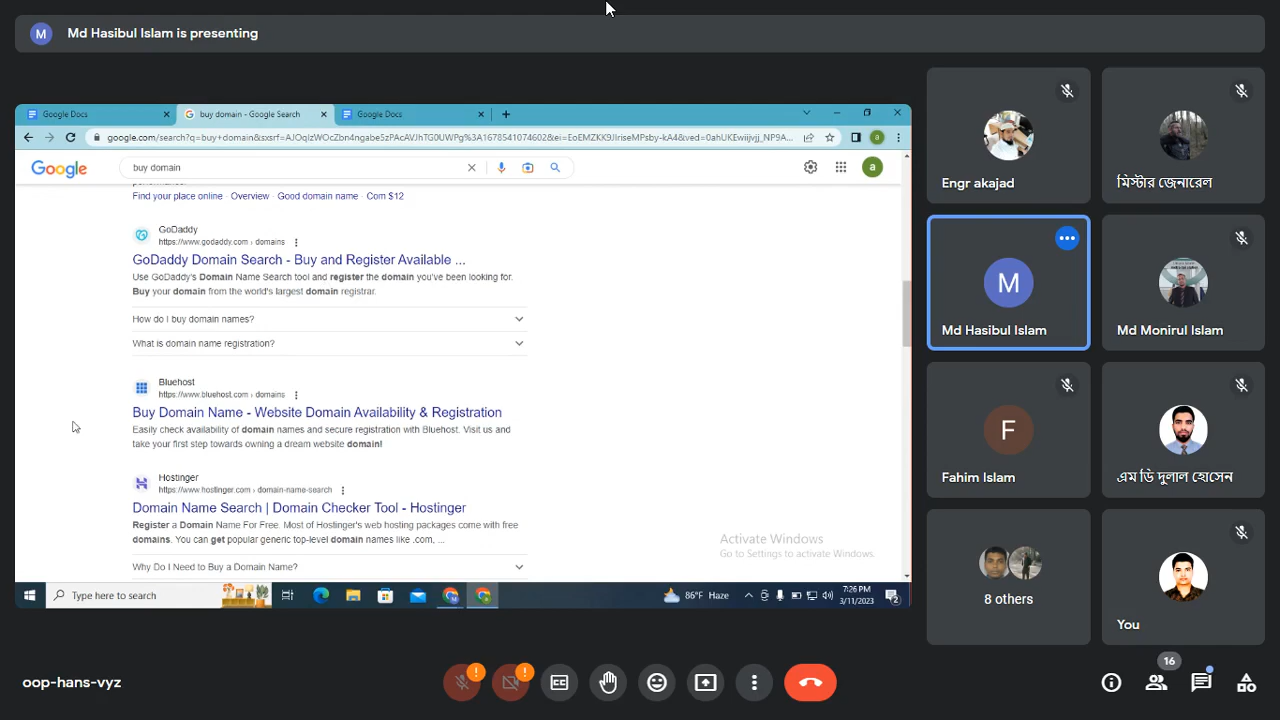 M
Md Hasibul Islam is presenting
Google Docs
buy domain - Google Search
Google Docs
Google
buy domain
a
Find your place online · Overview · Good domain name · Com $12
GoDaddy
https://www.godaddy.com › domains
GoDaddy Domain Search - Buy and Register Available ...
Use GoDaddy's Domain Name Search tool and register the domain you've been looking for.
Buy your domain from the world's largest domain registrar.
How do I buy domain names?
What is domain name registration?
Bluehost
https://www.bluehost.com › domains
Buy Domain Name - Website Domain Availability & Registration
Easily check availability of domain names and secure registration with Bluehost. Visit us and
take your first step towards owning a dream website domain!
Hostinger
https://www.hostinger.com › domain-name-search
Domain Name Search | Domain Checker Tool - Hostinger
Register a Domain Name For Free. Most of Hostinger's web hosting packages come with free
domains. You can get popular generic top-level domain names like .com, ...
Why Do I Need to Buy a Domain Name?
Activate Windows
Go to Settings to activate Windows.
Type here to search
86°F Haze
7:26 PM
3/11/2023
2
Engr akajad
মিস্টার জেনারেল
M
Md Hasibul Islam
Md Monirul Islam
F
Fahim Islam
এম ডি দুলাল হোসেন
8 others
You
oop-hans-vyz
16